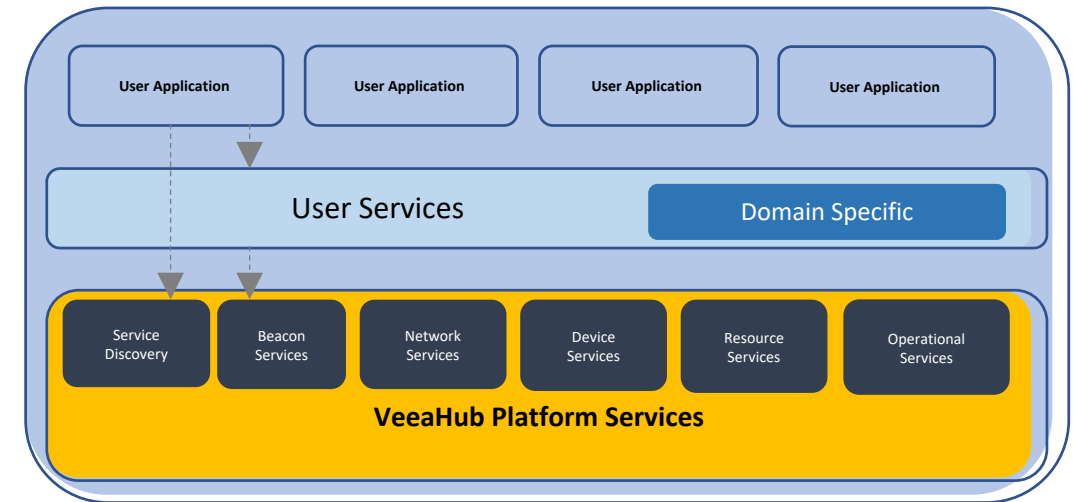 User Application
User Application
User Application
User Application
User Services
Domain Specific
Service
Discovery
Beacon
Services
Network
Services
Device
Services
Resource
Services
Operational
Services
VeeaHub Platform Services